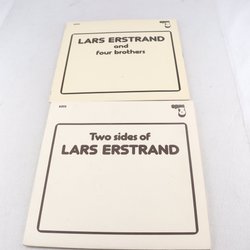 LARS ERSTRAND
and
four brothers
Two sides of
LARS ERSTRAND